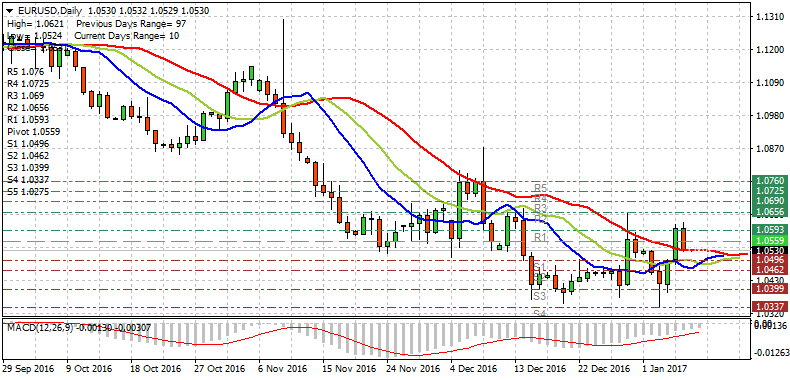 EURUSD,Daily 1.0530 1.0532 1.0529 1.0530
High= 1.0621 Previous Days Range= 97
Low= 1.0524 Current Days Range= 10
R5 1.076
R4 1.0725
R3 1.069
R2 1.0656
R1 1.0593
Pivot 1.0559
S1 1.0496
S2 1.0462
S3 1.0399
S4 1.0337
S5 1.0275
R5
R4
R3
R1
S1
S3
S4
1.1310
1.1200
1.1090
1.0980
1.0870
1.0760
1.0725
1.0690
1.0656
1.0593
1.0559
1.0530
1.0496
1.0462
1.0399
1.0337
1.0320
MACD(12,26,9) -0.00130 -0.00307
0.00136
-0.01263
29 Sep 2016 9 Oct 2016 18 Oct 2016 27 Oct 2016 6 Nov 2016 15 Nov 2016 24 Nov 2016 4 Dec 2016 13 Dec 2016 22 Dec 2016 1 Jan 2017